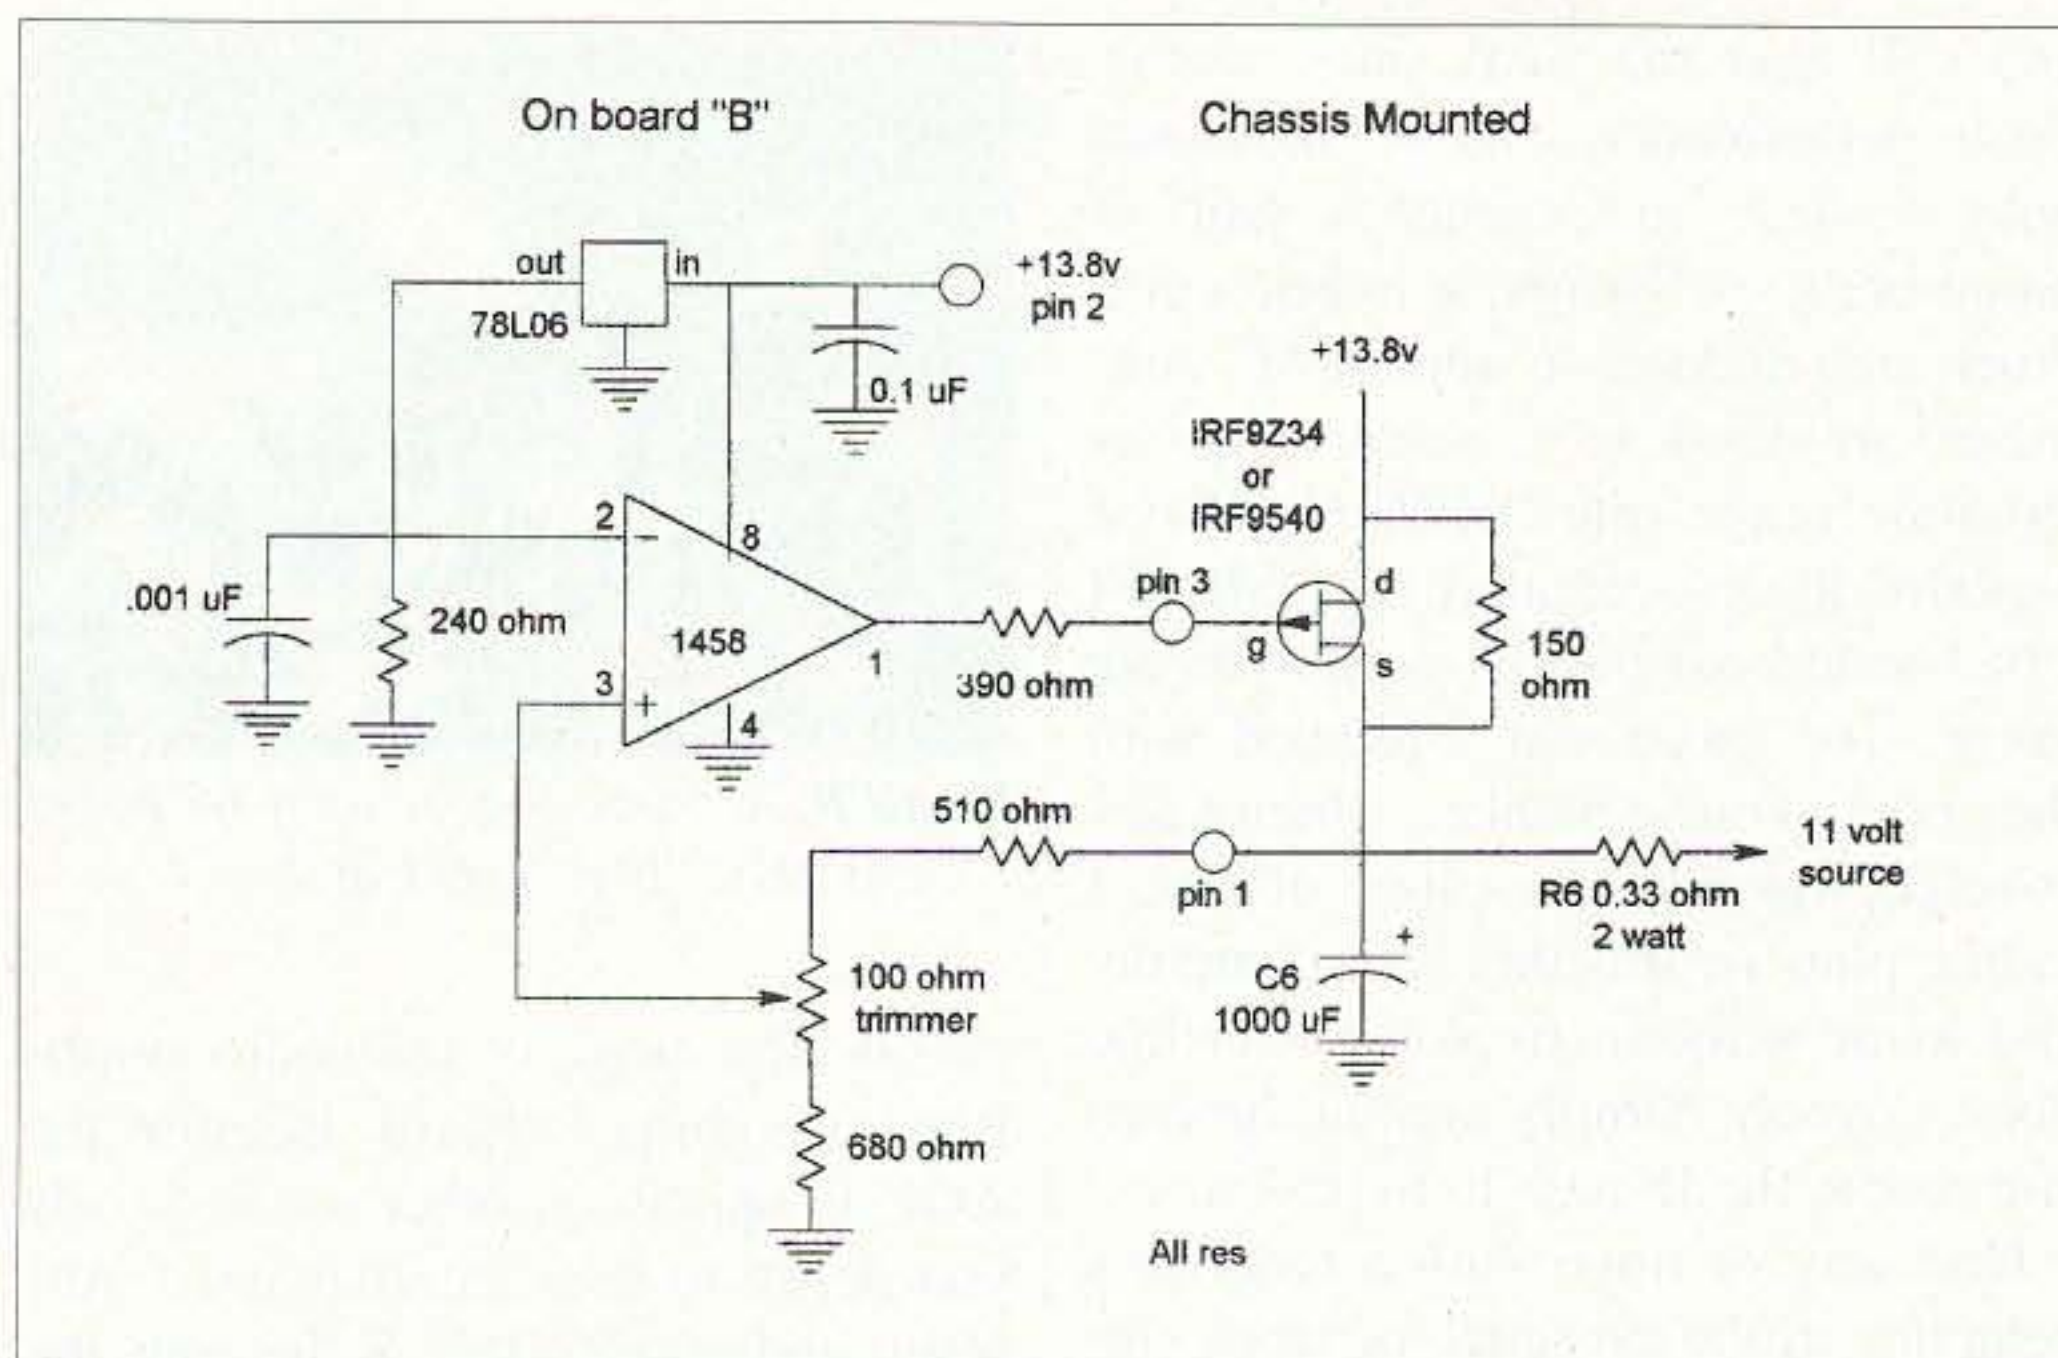 On board "B"
Chassis Mounted
out
in
78L06
+13.8v
pin 2
0.1 uF
+13.8v
IRF9Z34
or
IRF9540
2
-
8
.001 uF
240 ohm
1458
3
+
4
1
390 ohm
pin 3
g
d
s
150
ohm
510 ohm
pin 1
11 volt
source
R6 0.33 ohm
2 watt
+
C6
1000 uF
100 ohm
trimmer
680 ohm
All res